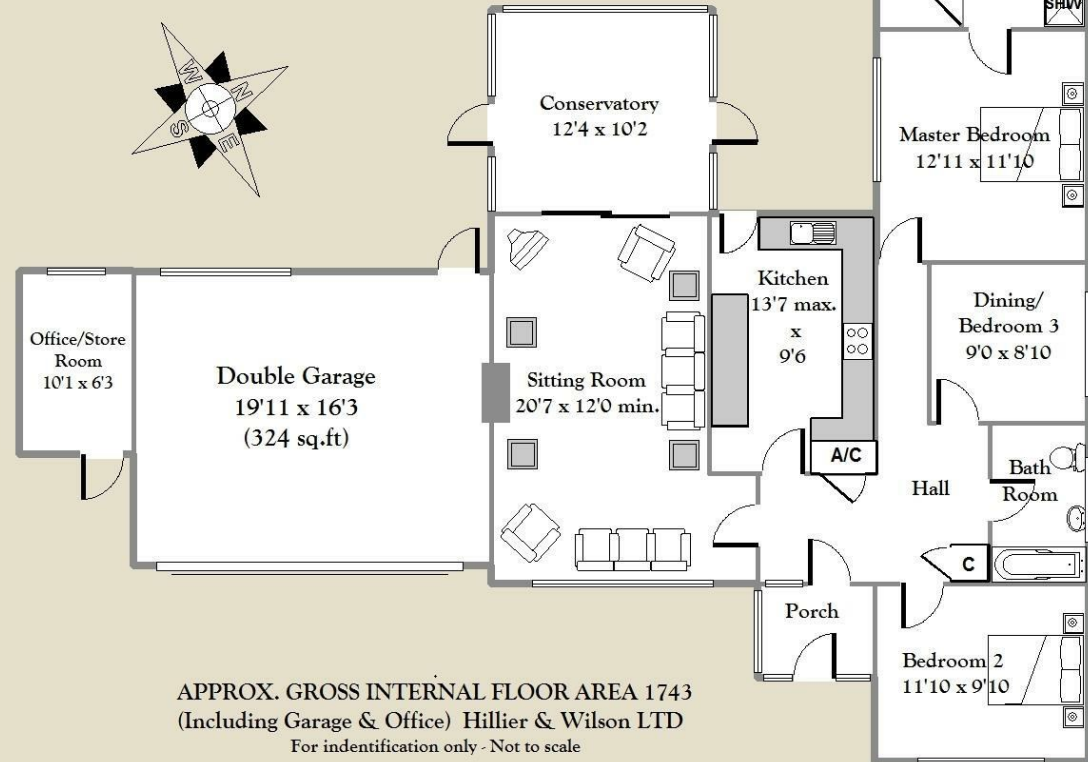 SHW
W
N
S
E
Conservatory
12'4 x 10'2
Master Bedroom
12'11 x 11'10
Kitchen
13'7 max.
x
9'6
Dining/
Bedroom 3
9'0 x 8'10
Office/Store
Room
10'1 x 6'3
Double Garage
19'11 x 16'3
(324 sq.ft)
Sitting Room
20'7 x 12'0 min.
A/C
Hall
Bath
Room
C
Porch
Bedroom 2
11'10 x 9'10
APPROX. GROSS INTERNAL FLOOR AREA 1743
(Including Garage & Office) Hillier & Wilson LTD
For indentification only - Not to scale